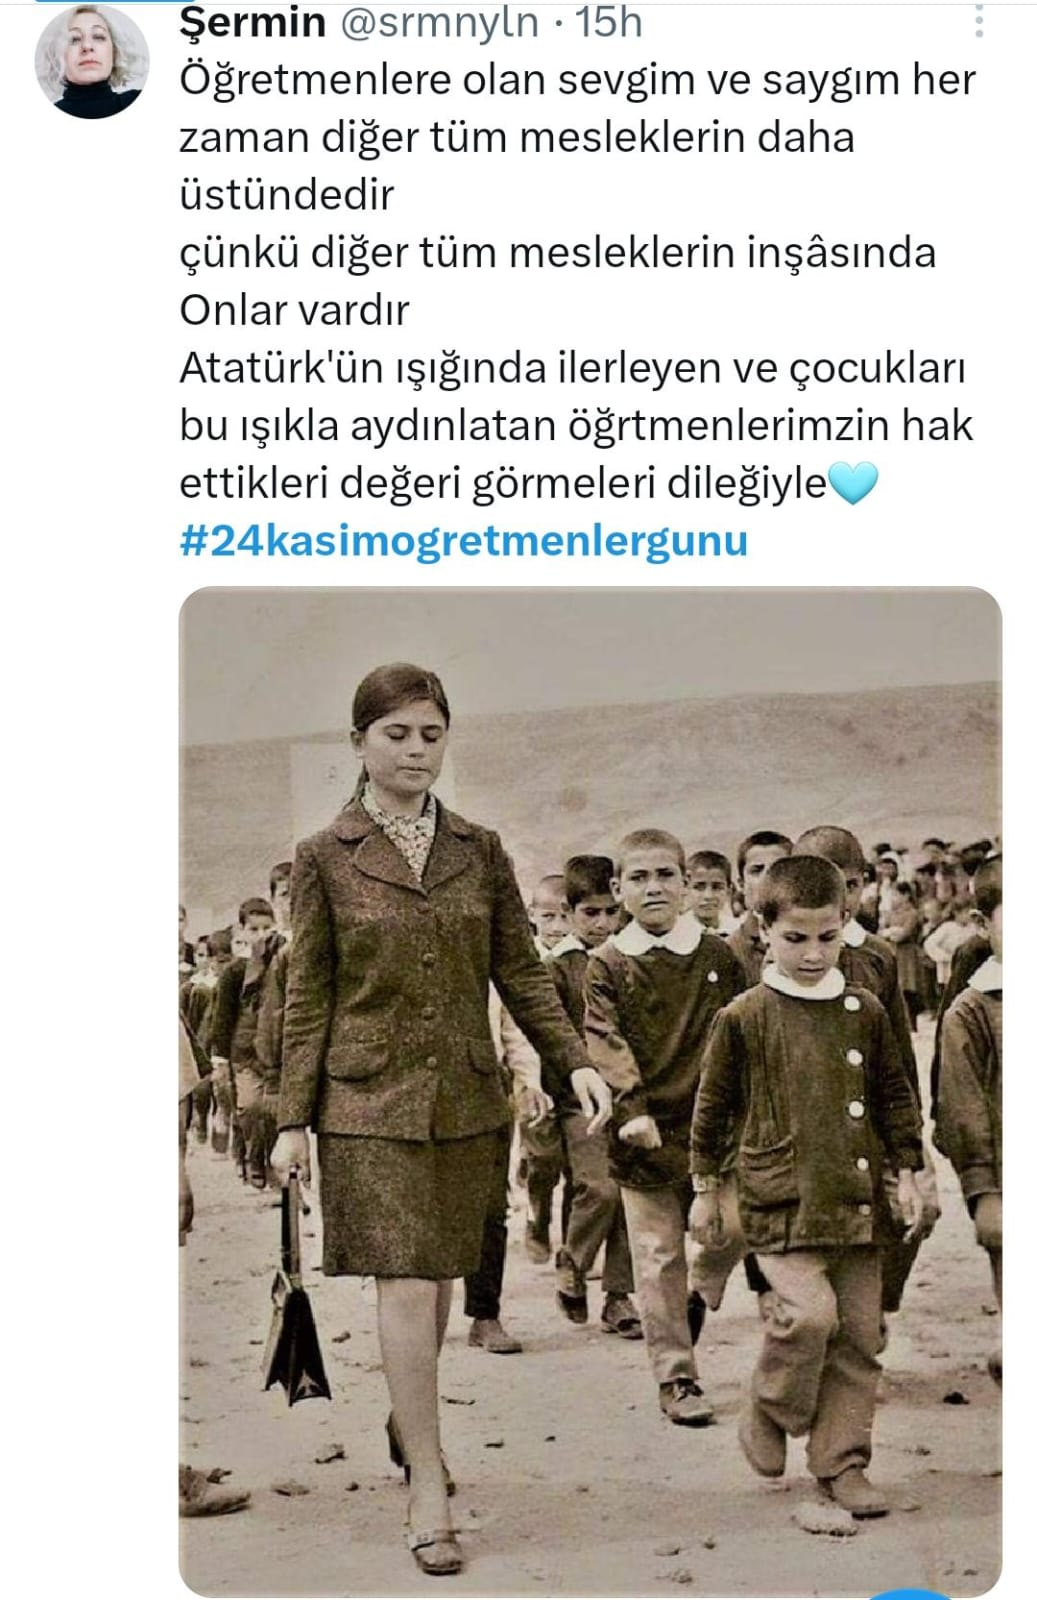 Şermin @srmnyln · 15h
Öğretmenlere olan sevgim ve saygım her
zaman diğer tüm mesleklerin daha
üstündedir
çünkü diğer tüm mesleklerin inşâsında
Onlar vardır
Atatürk'ün ışığında ilerleyen ve çocukları
bu ışıkla aydınlatan öğrtmenlerimzin hak
ettikleri değeri görmeleri dileğiyle🩵
#24kasimogretmenlergunu